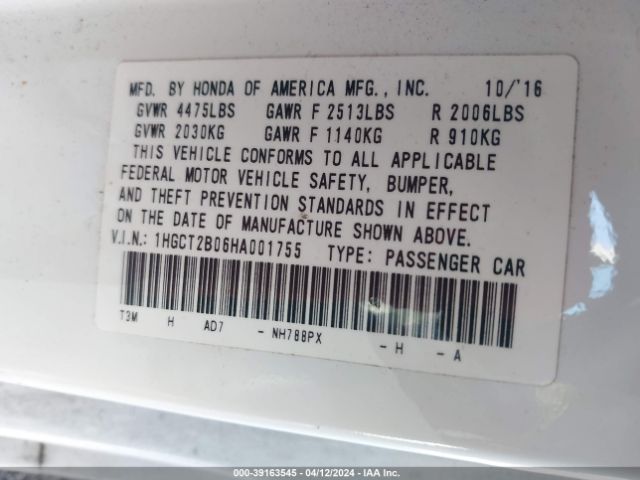 MFD. BY HONDA OF AMERICA MFG., INC. 10/'16
GVWR 4475LBS GAWR F 2513LBS R 2006LBS
GVWR 2030KG GAWR F 1140KG R 910KG
THIS VEHICLE CONFORMS TO ALL APPLICABLE
FEDERAL MOTOR VEHICLE SAFETY, BUMPER,
AND THEFT PREVENTION STANDARDS IN EFFECT
ON THE DATE OF MANUFACTURE SHOWN ABOVE.
V.I.N.: 1HGCT2B06HA001755 TYPE: PASSENGER CAR
T3M H AD7 - NH788PX - H - A
000-39163545 - 04/12/2024 - IAA Inc.